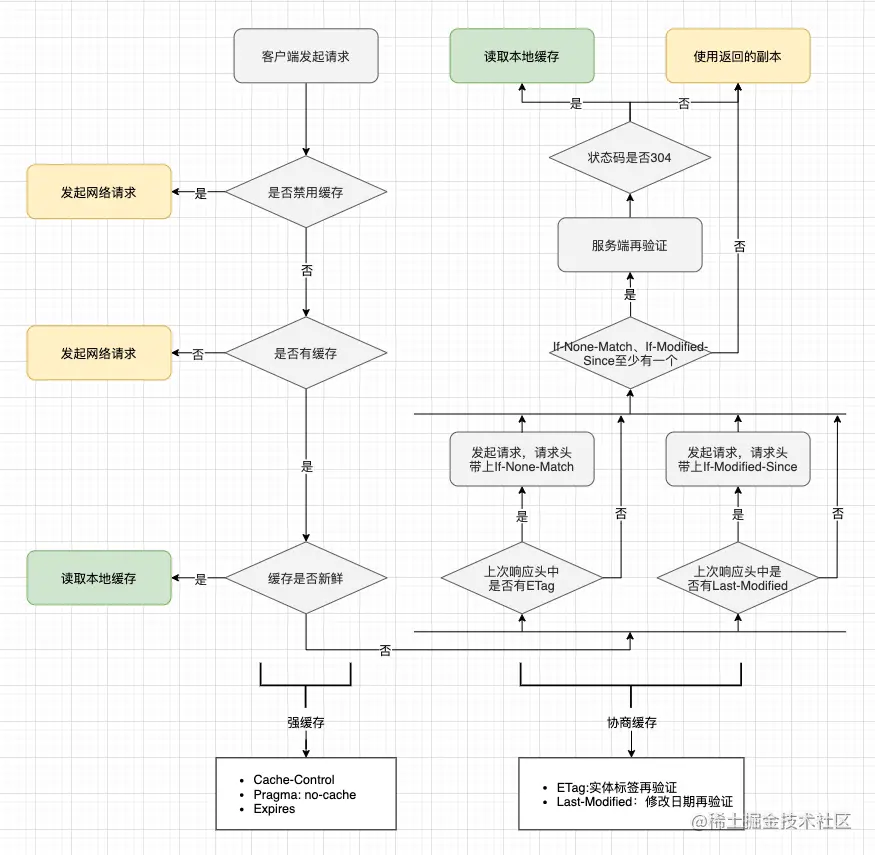 客户端发起请求
是否禁用缓存
是
发起网络请求
否
是否有缓存
否
发起网络请求
是
缓存是否新鲜
是
读取本地缓存
否
强缓存
Cache-Control
Pragma: no-cache
Expires
读取本地缓存
使用返回的副本
是
否
状态码是否304
服务端再验证
否
是
If-None-Match、If-Modified-
Since至少有一个
发起请求，请求头
带上If-None-Match
发起请求，请求头
带上If-Modified-Since
是
否
是
否
上次响应头中
是否有ETag
上次响应头中是
否有Last-Modified
协商缓存
ETag:实体标签再验证
Last-Modified：修改日期再验证
@稀土掘金技术社区